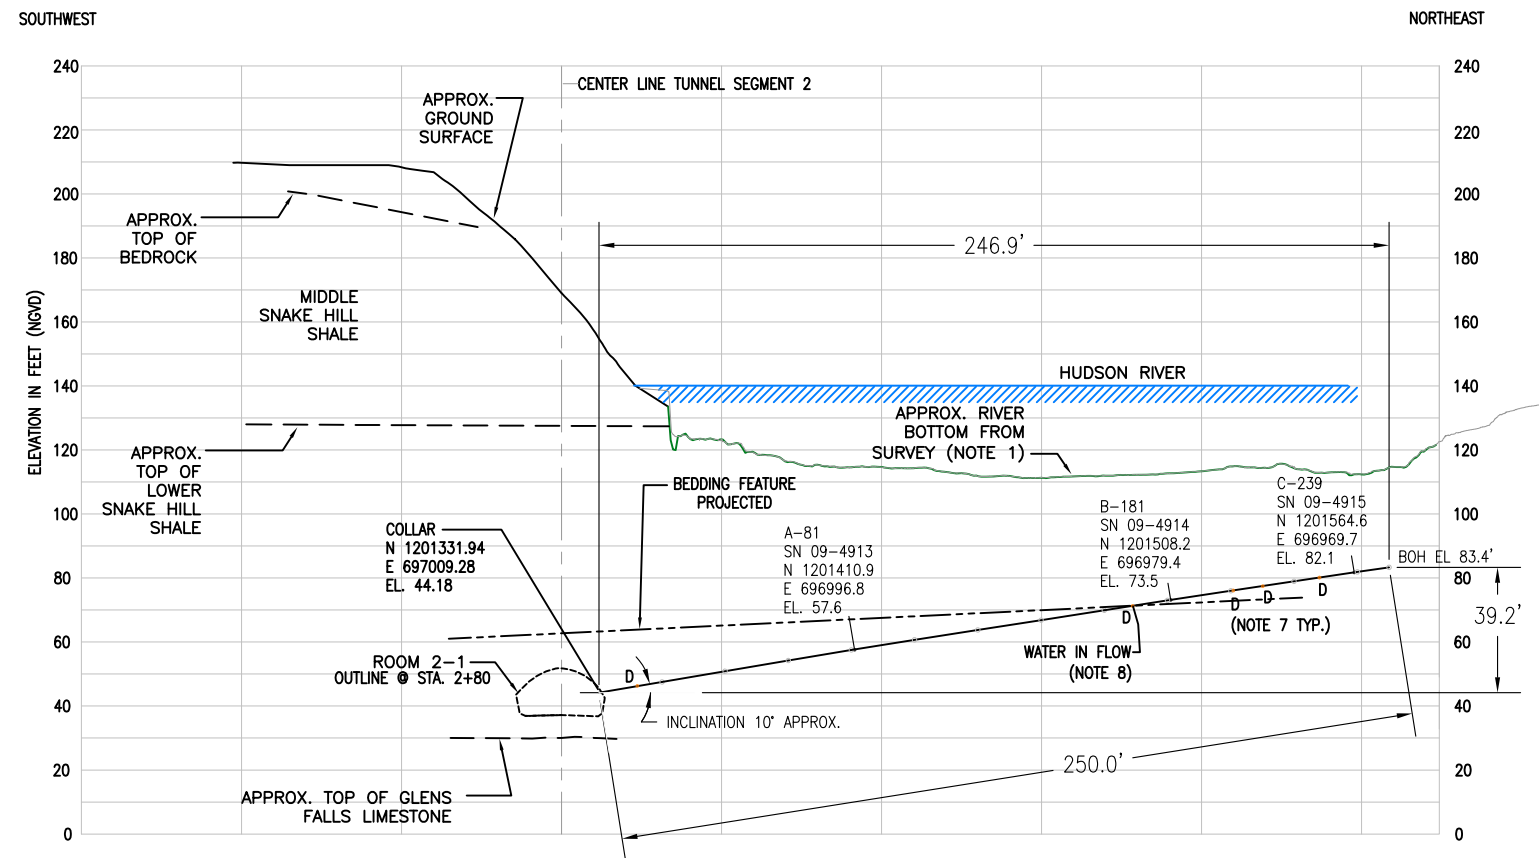 SOUTHWEST
NORTHEAST
240
220
200
180
160
140
120
100
80
60
40
20
0
ELEVATION IN FEET (NGVD)
CENTER LINE TUNNEL SEGMENT 2
APPROX.
GROUND
SURFACE
APPROX.
TOP OF
BEDROCK
MIDDLE
SNAKE HILL
SHALE
246.9'
HUDSON RIVER
APPROX. RIVER
BOTTOM FROM
SURVEY (NOTE 1)
APPROX.
TOP OF
LOWER
SNAKE HILL
SHALE
BEDDING FEATURE
PROJECTED
COLLAR
N 1201331.94
E 697009.28
EL. 44.18
A-81
SN 09-4913
N 1201410.9
E 696996.8
EL. 57.6
B-181
SN 09-4914
N 1201508.2
E 696979.4
EL. 73.5
C-239
SN 09-4915
N 1201564.6
E 696969.7
EL. 82.1
BOH EL 83.4'
39.2'
D
D
D
D
D
(NOTE 7 TYP.)
WATER IN FLOW
(NOTE 8)
ROOM 2-1
OUTLINE @ STA. 2+80
INCLINATION 10° APPROX.
250.0'
APPROX. TOP OF GLENS
FALLS LIMESTONE
240
220
200
180
160
140
120
100
80
60
40
20
0